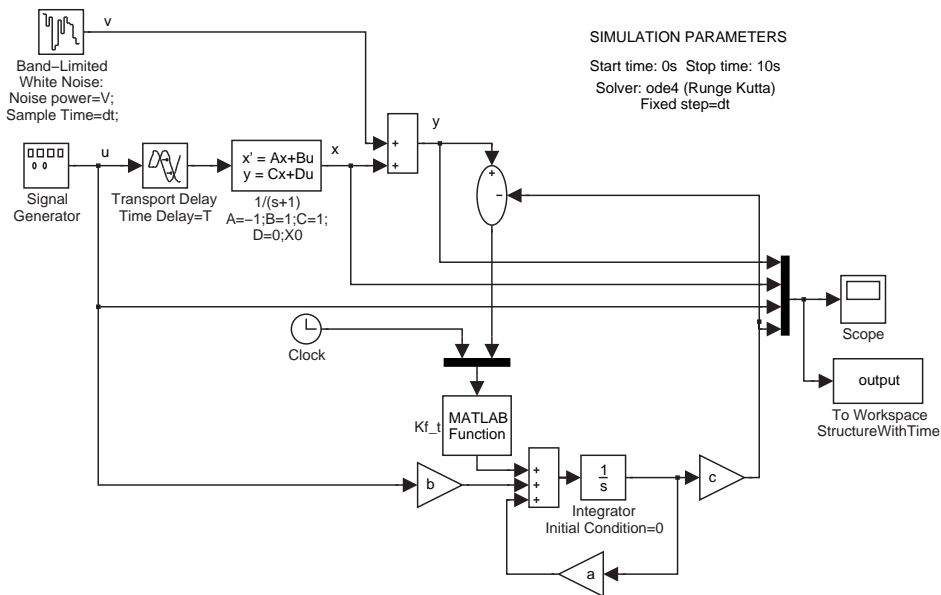 v
Band−Limited
White Noise:
Noise power=V;
Sample Time=dt;
SIMULATION PARAMETERS
Start time: 0s Stop time: 10s
Solver: ode4 (Runge Kutta)
Fixed step=dt
y
+
+
u
x
x' = Ax+Bu
y = Cx+Du
+
−
Signal
Generator
Transport Delay
Time Delay=T
1/(s+1)
A=−1;B=1;C=1;
D=0;X0
Clock
Scope
output
To Workspace
StructureWithTime
Kf_t
MATLAB
Function
b
+
+
+
1
s
c
Integrator
Initial Condition=0
a